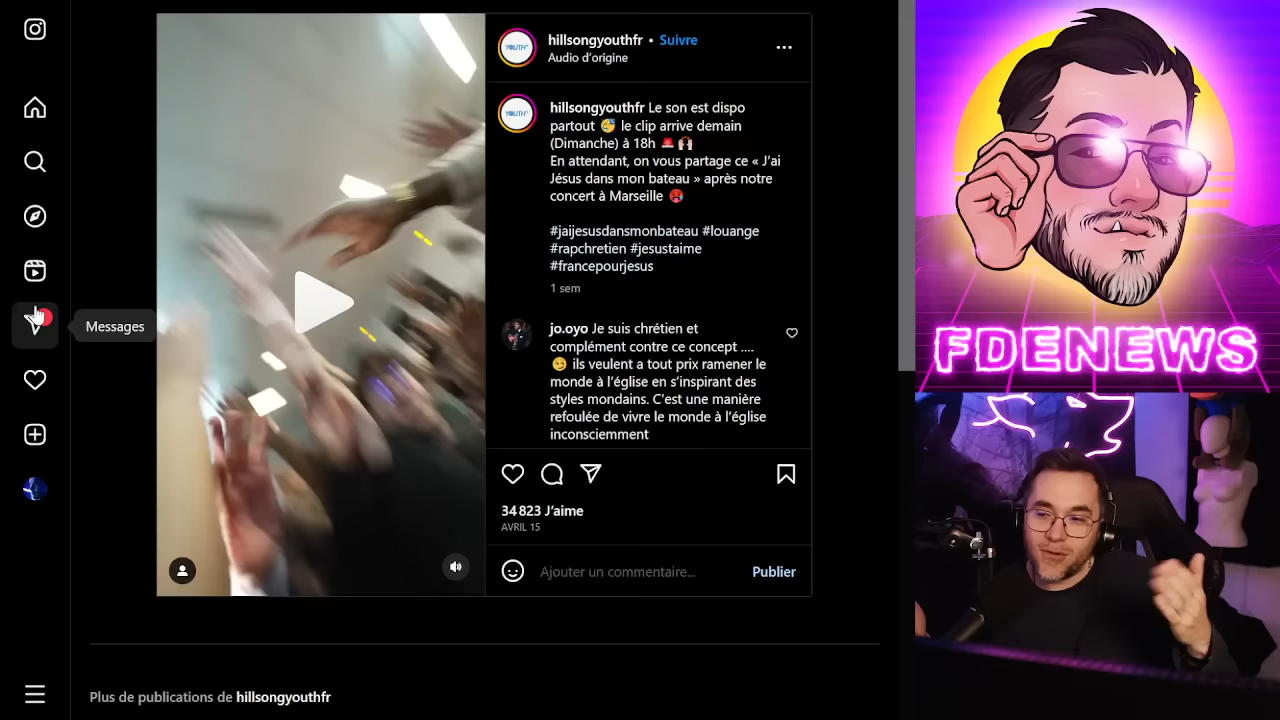 hillsongyouthfr • Suivre
Audio d'origine
YOUTH
YOUTH
hillsongyouthfr Le son est dispo
partout 🥳 le clip arrive demain
(Dimanche) à 18h 🚨🙌🏻
En attendant, on vous partage ce « J'ai
Jésus dans mon bateau » après notre
concert à Marseille 🥵
#jaijesusdansmonbateau #louange
#rapchretien #jesustaime
#francepourjesus
1 sem
Messages
jo.oyo Je suis chrétien et
complément contre ce concept ....
🥴 ils veulent a tout prix ramener le
monde à l'église en s'inspirant des
styles mondains. C'est une manière
refoulée de vivre le monde à l'église
inconsciemment
34 823 J'aime
AVRIL 15
Ajouter un commentaire... Publier
Plus de publications de hillsongyouthfr
FDENEWS